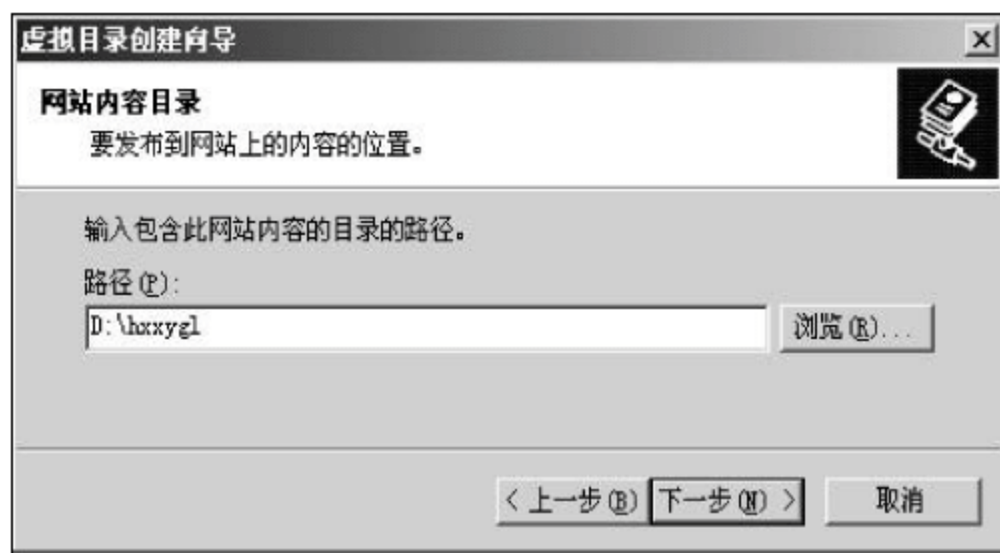 虚拟目录创建向导
网站内容目录
要发布到网站上的内容的位置。
输入包含此网站内容的目录的路径。
路径(P):
D:\hxxygl
浏览(R)...
< 上一步(B) 下一步(N) > 取消